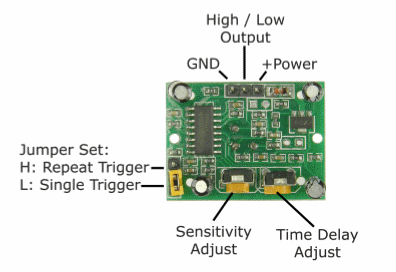 High / Low
Output
GND
+Power
Jumper Set:
H: Repeat Trigger
L: Single Trigger
Sensitivity
Adjust
Time Delay
Adjust